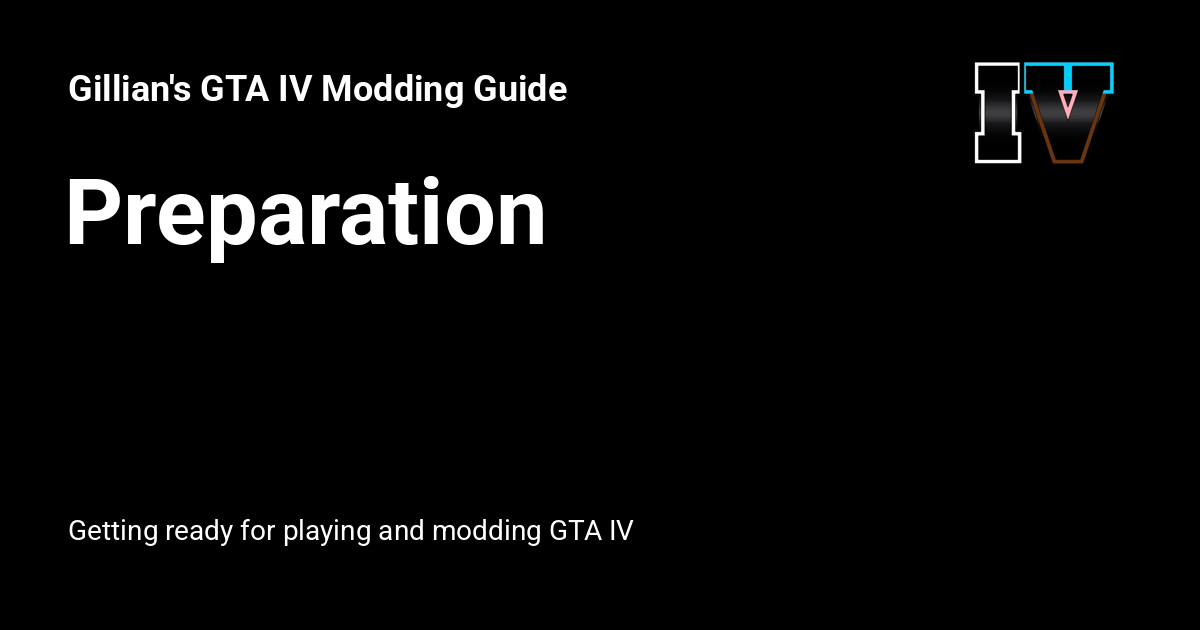 Gillian's GTA IV Modding Guide
IV
Preparation
Getting ready for playing and modding GTA IV